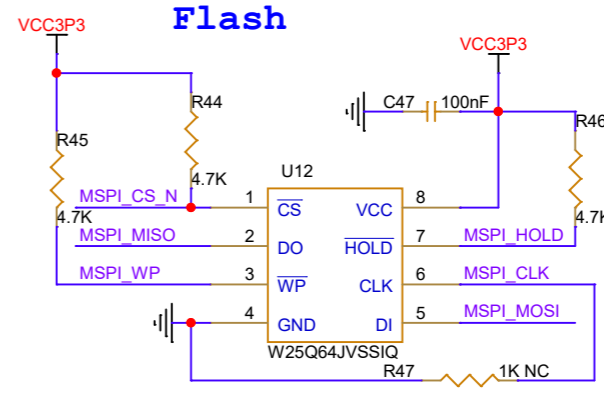 Flash
VCC3P3
VCC3P3
R44
C47 100nF
R45
R46
U12
4.7K
MSPI_CS_N 1 CS VCC 8
4.7K
4.7K
MSPI_MISO 2 DO HOLD 7 MSPI_HOLD
MSPI_WP 3 WP CLK 6 MSPI_CLK
4 GND DI 5 MSPI_MOSI
W25Q64JVSSIQ
R47 1K NC